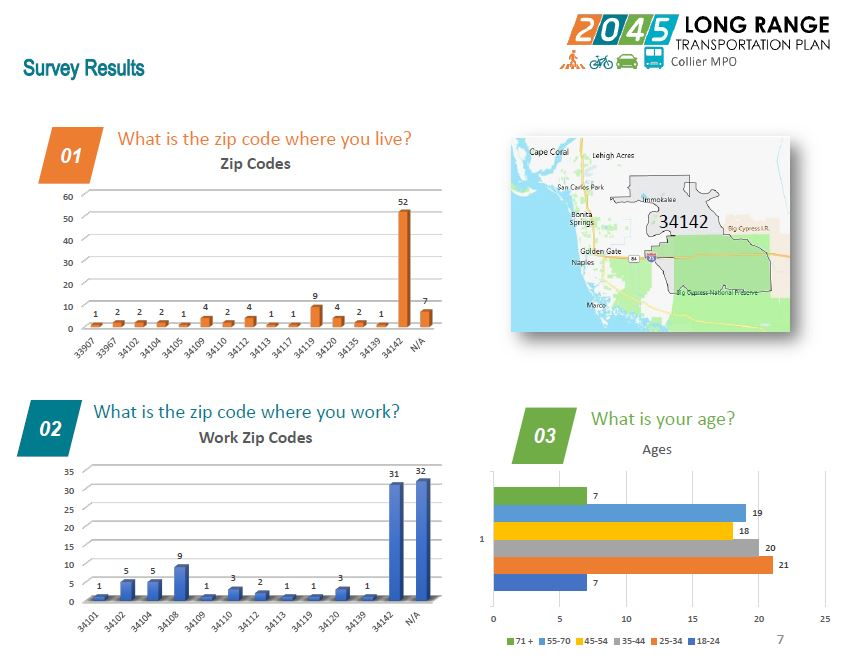 2045 LONG RANGE
TRANSPORTATION PLAN
Collier MPO
Survey Results
01
What is the zip code where you live?
Zip Codes
60
50
40
30
20
10
0
1 2 2 2 1 4 2 4 1 1 9 4 2 1 52 7
33907 33967 34102 34104 34105 34109 34110 34112 34113 34117 34119 34120 34135 34139 34142 N/A
Cape Coral
Lehigh Acres
San Carlos Park
Immokalee
Bonita
Springs
34142
Big Cypress I.R.
Golden Gate
84
Naples
Big Cypress National Preserve
Marco
02
What is the zip code where you work?
Work Zip Codes
35
30
25
20
15
10
5
0
1 5 5 9 1 3 2 1 1 3 1 31 32
34101 34102 34104 34108 34109 34110 34112 34113 34119 34120 34139 34142 N/A
03
What is your age?
Ages
7
19
18
1
20
21
7
0 5 10 15 20 25
71 + 55-70 45-54 35-44 25-34 18-24
7